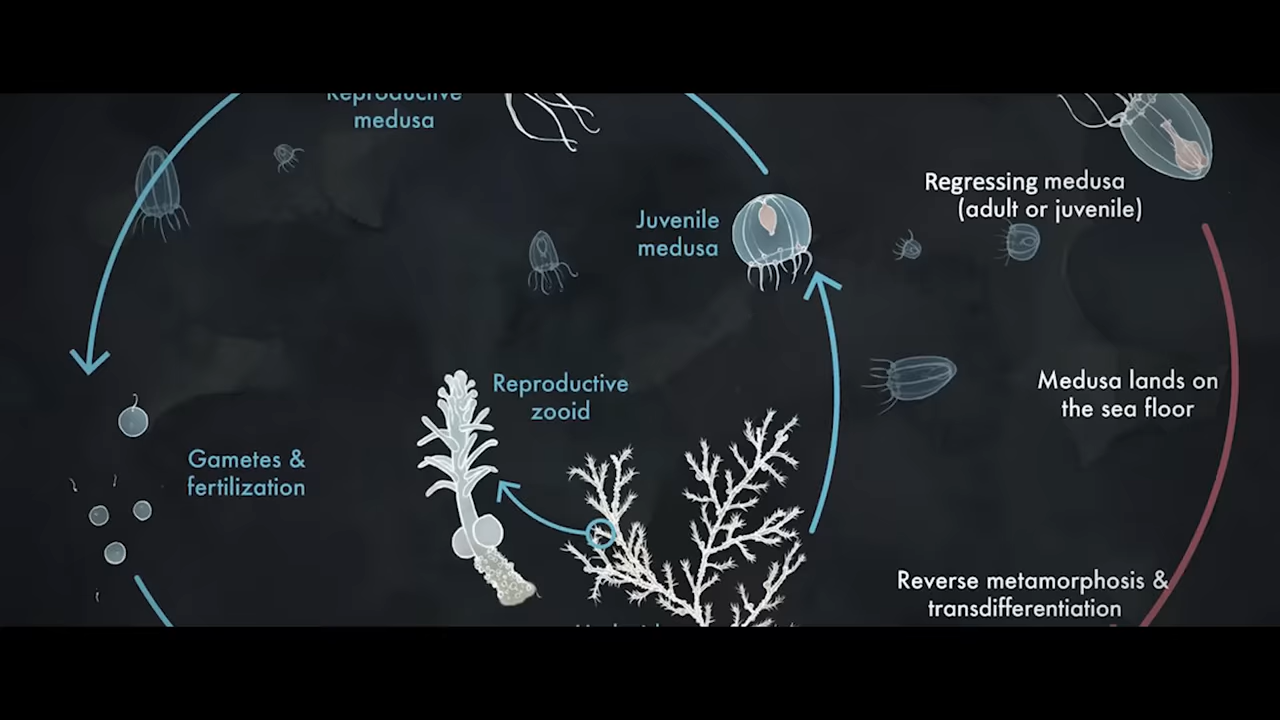 Reproductive
medusa
Regressing medusa
(adult or juvenile)
Juvenile
medusa
Medusa lands on
the sea floor
Reproductive
zooid
Gametes &
fertilization
Reverse metamorphosis &
transdifferentiation